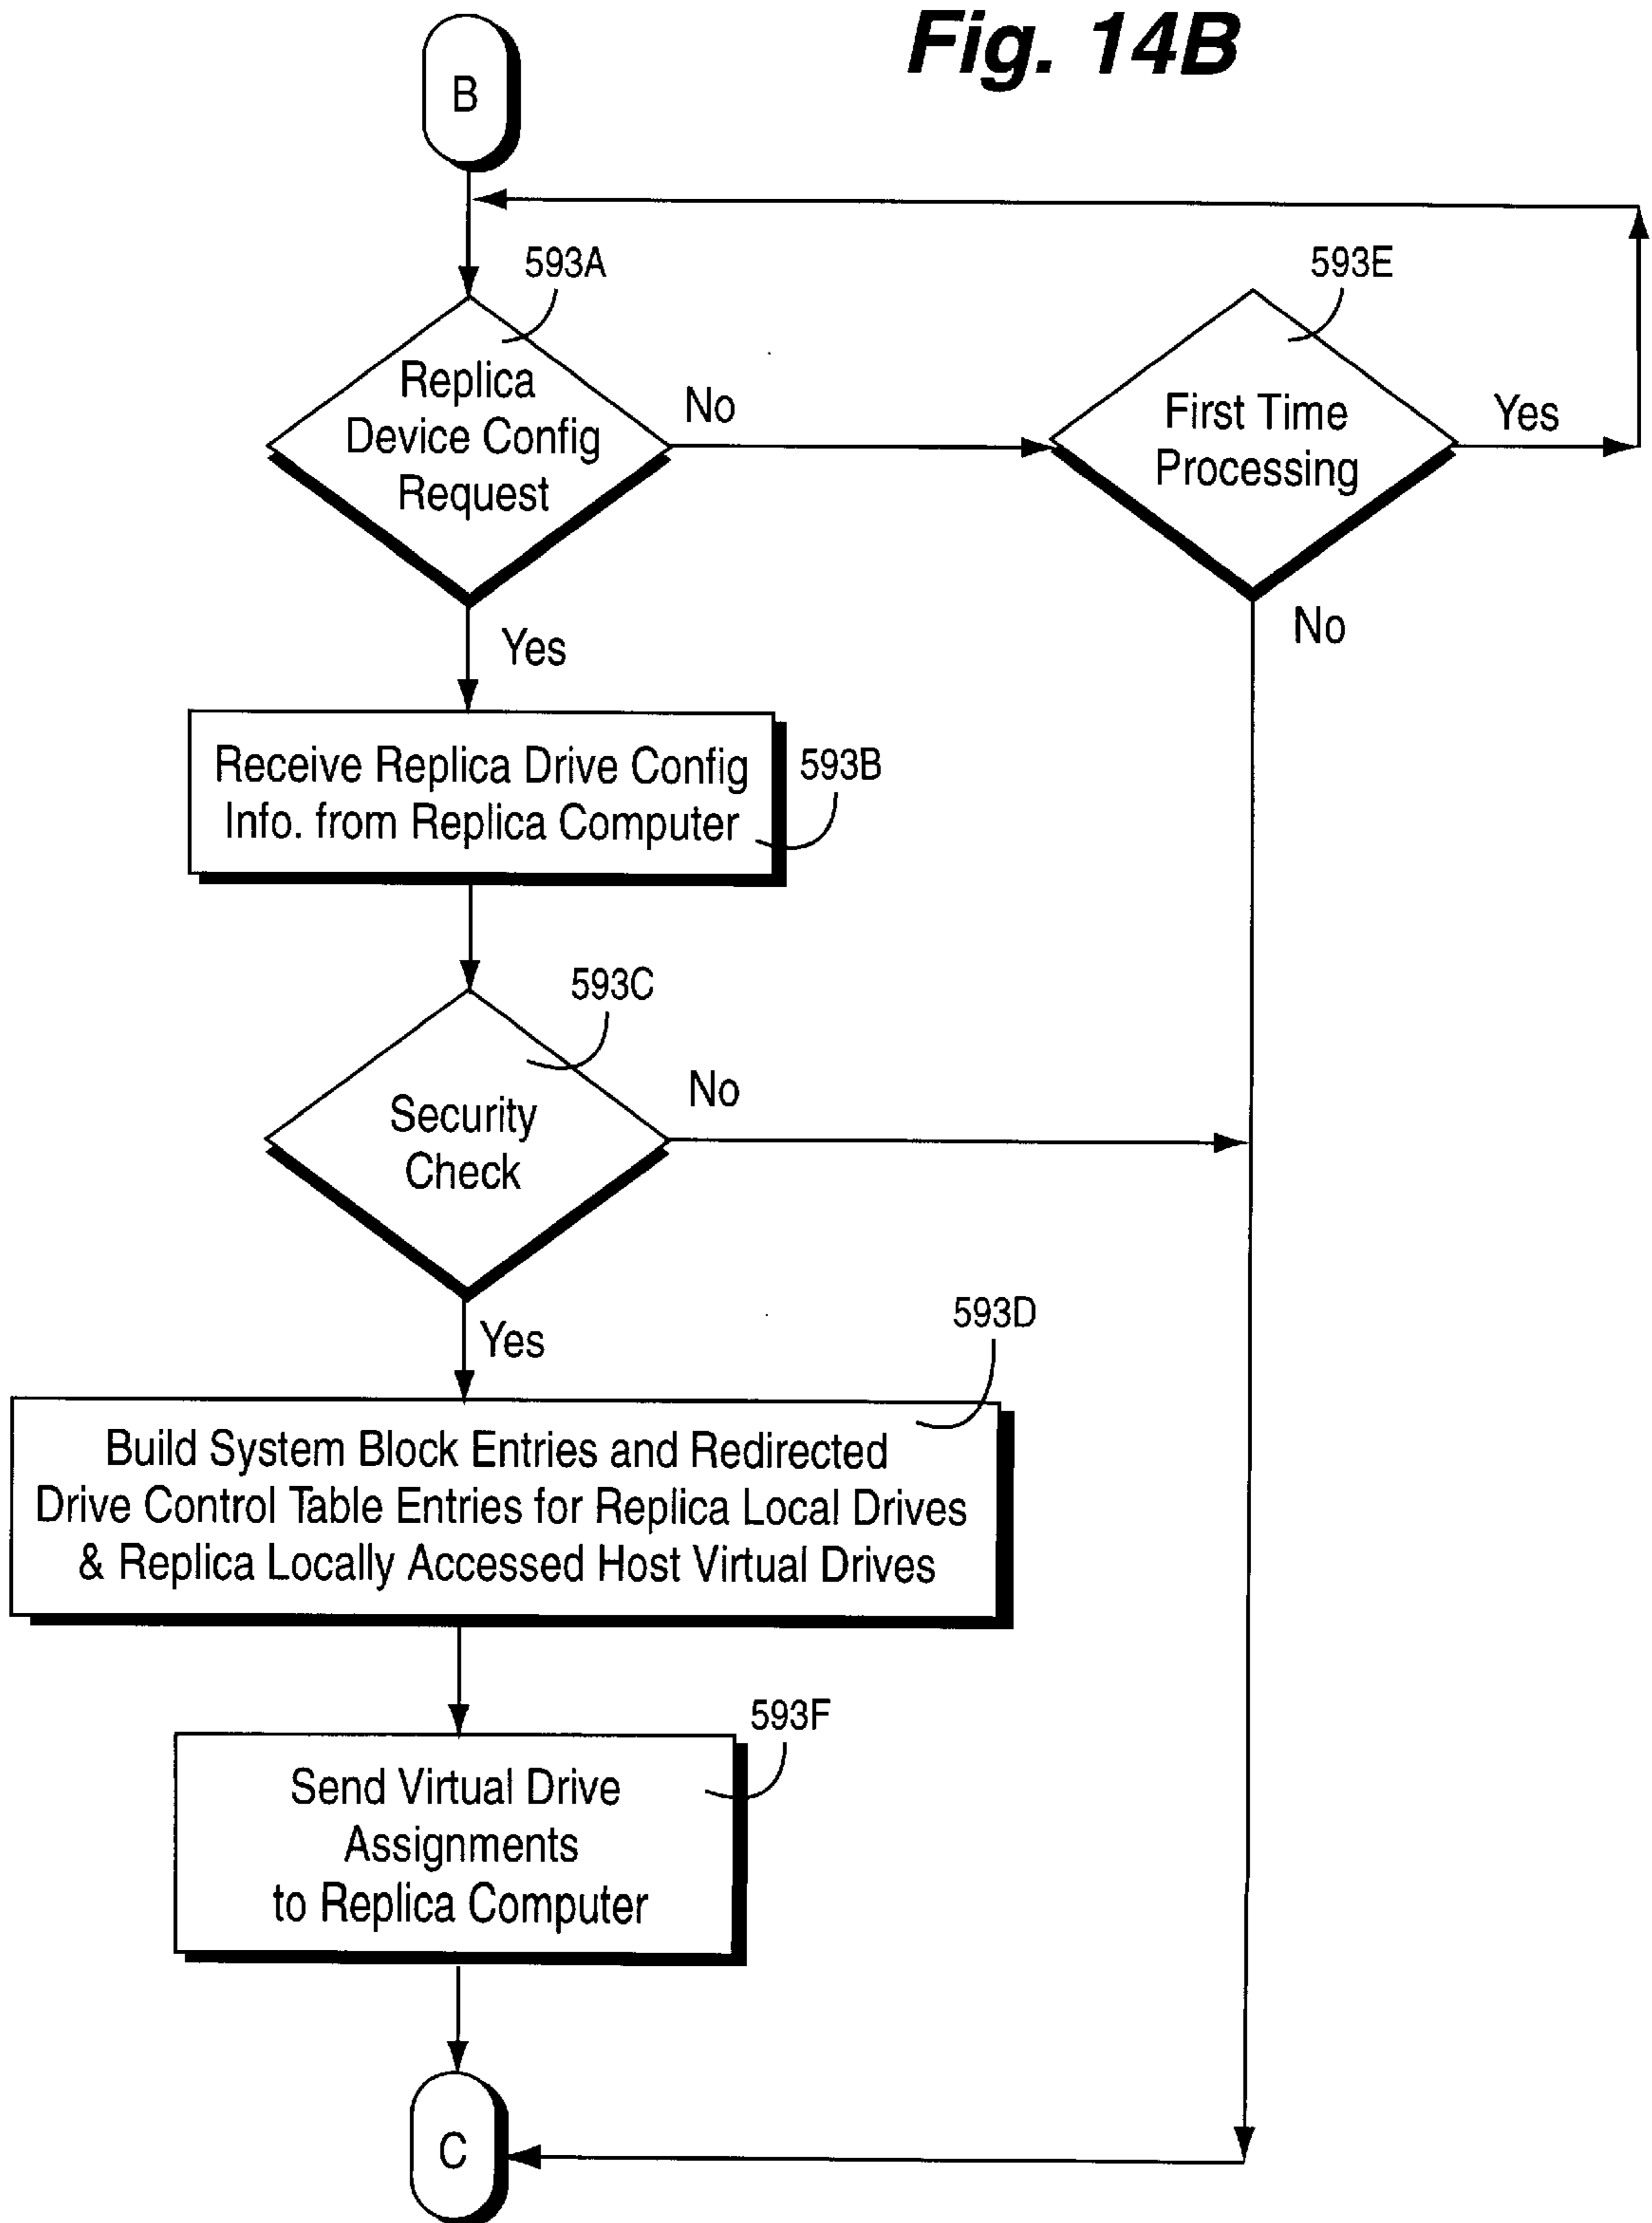 Fig. 14B
B
593A
593E
Replica
Device Config
Request
No
First Time
Processing
Yes
No
Yes
Receive Replica Drive Config
Info. from Replica Computer
593B
593C
Security
Check
No
Yes
593D
Build System Block Entries and Redirected
Drive Control Table Entries for Replica Local Drives
& Replica Locally Accessed Host Virtual Drives
593F
Send Virtual Drive
Assignments
to Replica Computer
C